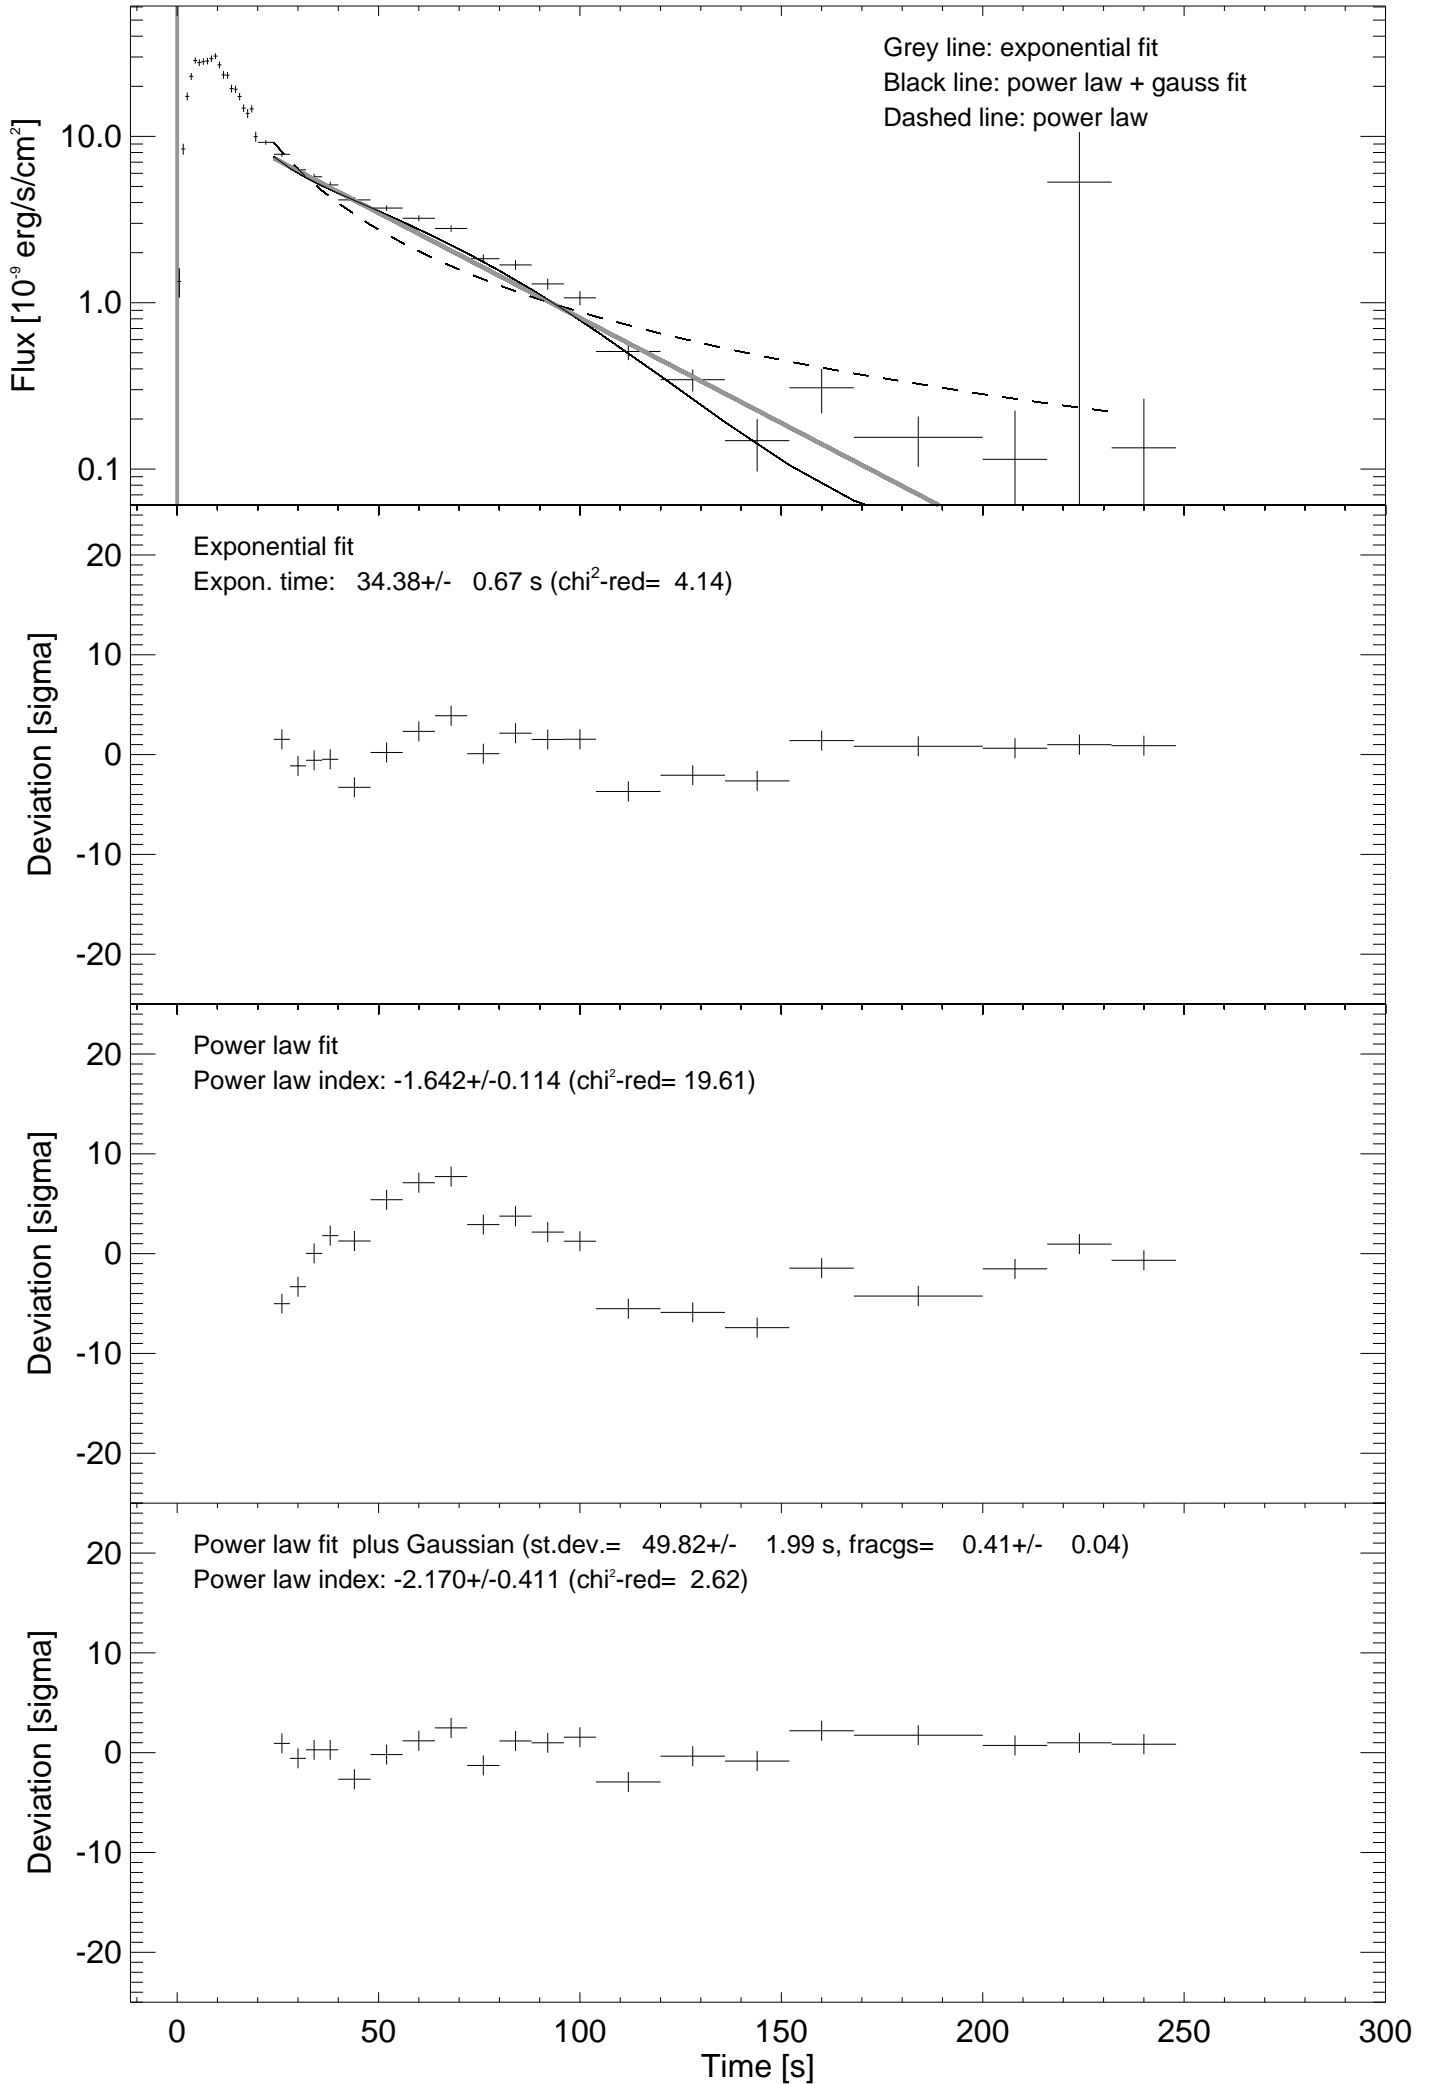 Grey line: exponential fit
Black line: power law + gauss fit
Dashed line: power law
Flux [10⁻⁹ erg/s/cm²]
10.0
1.0
0.1
Exponential fit
Expon. time:   34.38+/-   0.67 s (chi²-red=  4.14)
Deviation [sigma]
20
10
0
-10
-20
Power law fit
Power law index: -1.642+/-0.114 (chi²-red= 19.61)
Deviation [sigma]
20
10
0
-10
-20
Power law fit  plus Gaussian (st.dev.=   49.82+/-    1.99 s, fracgs=    0.41+/-    0.04)
Power law index: -2.170+/-0.411 (chi²-red=  2.62)
Deviation [sigma]
20
10
0
-10
-20
0 50 100 150 200 250 300
Time [s]